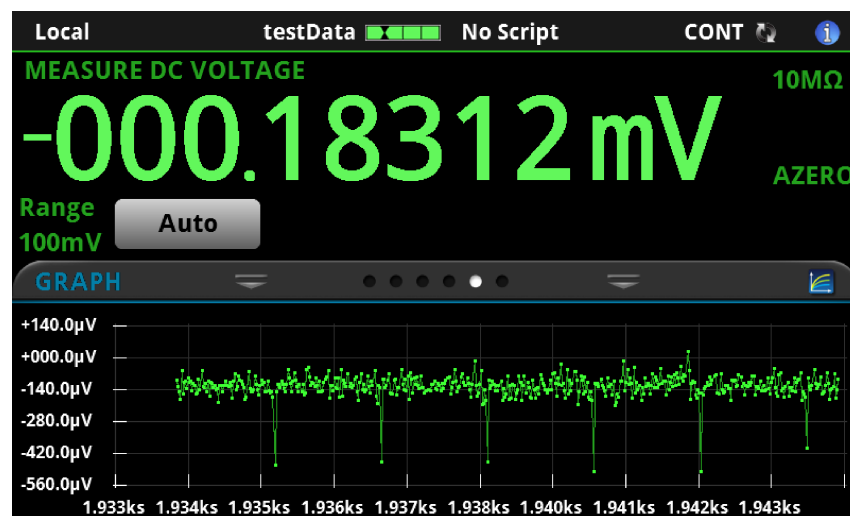 Local testData No Script CONT i
MEASURE DC VOLTAGE
10MΩ
-000.18312 mV
AZERO
Range
100mV
Auto
GRAPH
+140.0µV
+000.0µV
-140.0µV
-280.0µV
-420.0µV
-560.0µV
1.933ks 1.934ks 1.935ks 1.936ks 1.937ks 1.938ks 1.940ks 1.941ks 1.942ks 1.943ks